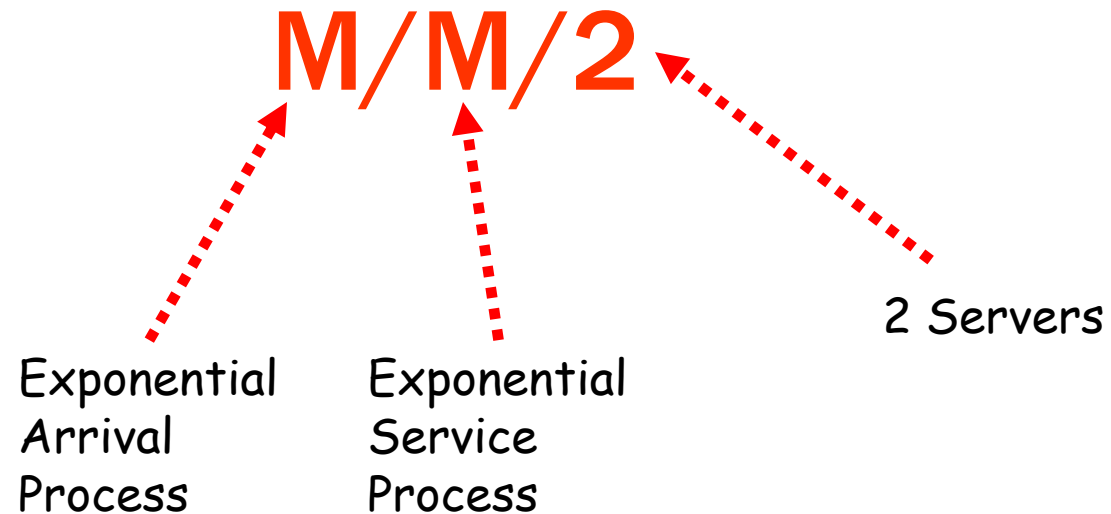 M/M/2
2 Servers
Exponential
Arrival
Process
Exponential
Service
Process